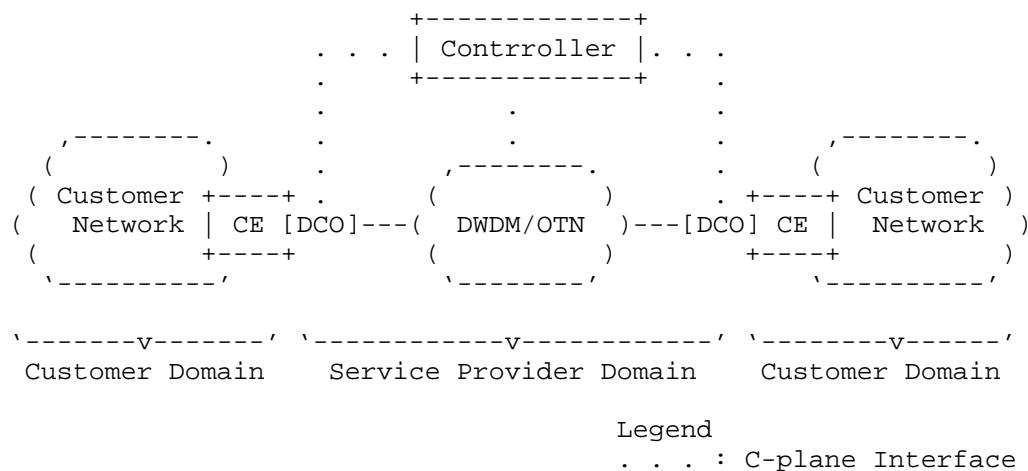 Contrroller
Customer Customer
Network CE [DCO] DWDM/OTN [DCO] CE Network
Customer Domain Service Provider Domain Customer Domain
Legend
. . . : C-plane Interface